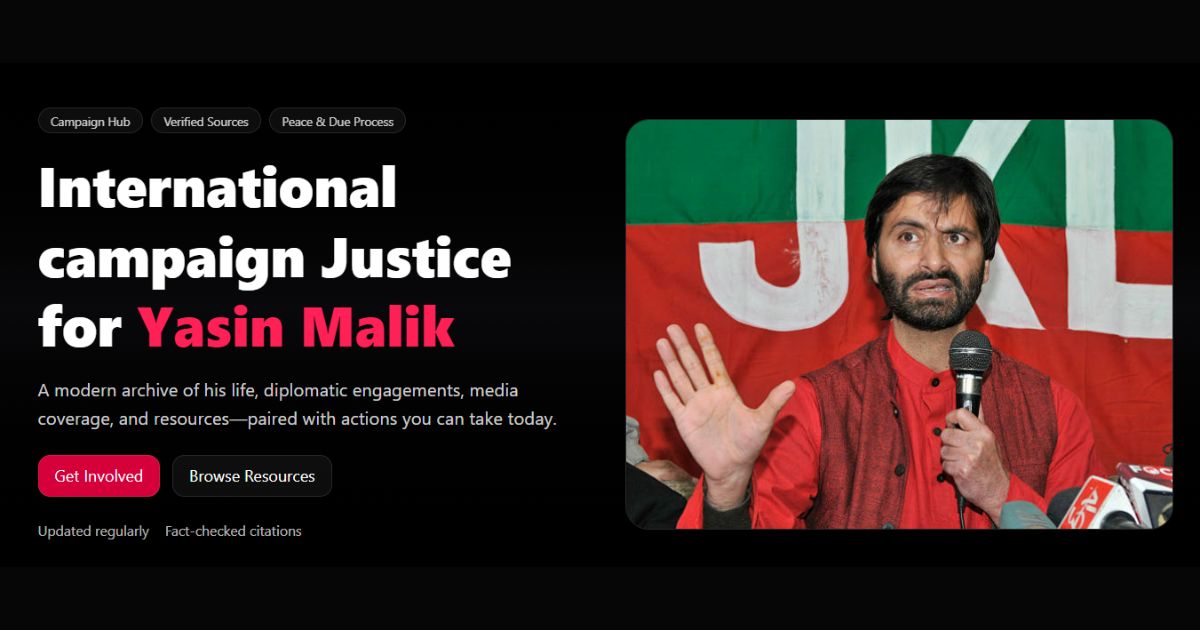 Campaign Hub
Verified Sources
Peace & Due Process
International
campaign Justice
for Yasin Malik
A modern archive of his life, diplomatic engagements, media
coverage, and resources—paired with actions you can take today.
Get Involved
Browse Resources
Updated regularly
Fact-checked citations
JKL